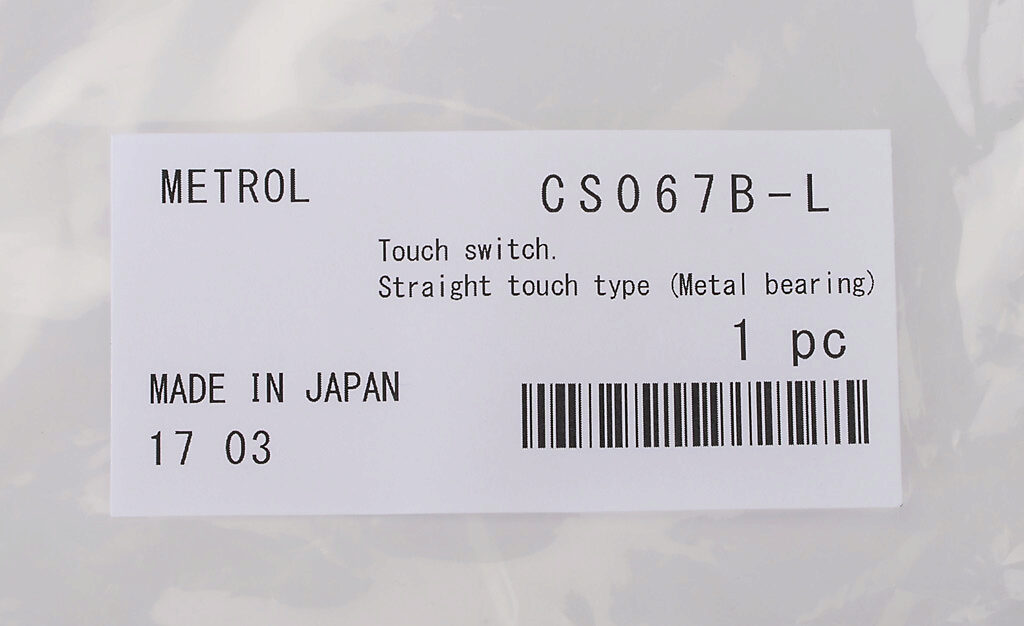 METROL
CS067B-L
Touch switch.
Straight touch type (Metal bearing)
1 pc
MADE IN JAPAN
17 03